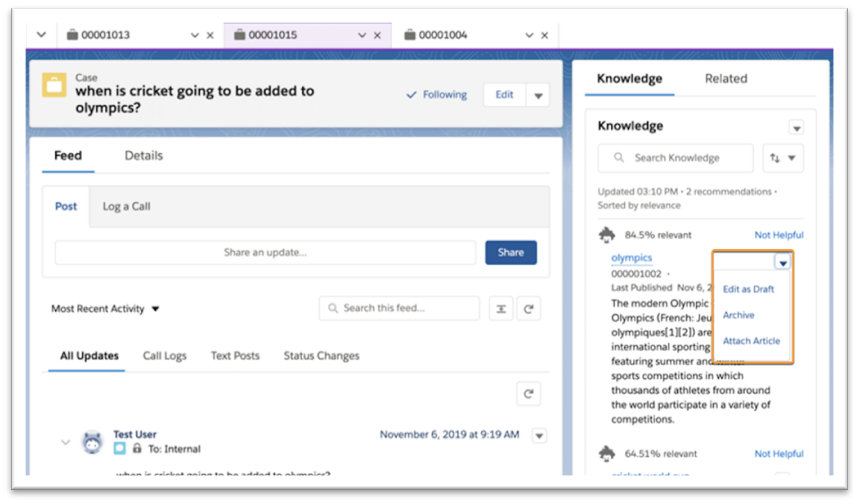 00001013
00001015
00001004
Case
when is cricket going to be added to
olympics?
Following
Edit
Feed
Details
Post
Log a Call
Share an update...
Share
Most Recent Activity
Search this feed...
All Updates
Call Logs
Text Posts
Status Changes
Test User
November 6, 2019 at 9:19 AM
To: Internal
when is cricket going to be added to olympics?
Knowledge
Related
Knowledge
Search Knowledge
Updated 03:10 PM • 2 recommendations •
Sorted by relevance
84.5% relevant
Not Helpful
olympics
000001002 •
Last Published Nov 6, 2
Edit as Draft
Archive
Attach Article
The modern Olympic
Olympics (French: Jeu
olympiques[1][2]) are
international sporting
featuring summer and winter
sports competitions in which
thousands of athletes from around
the world participate in a variety of
competitions.
64.51% relevant
Not Helpful
cricket world cup